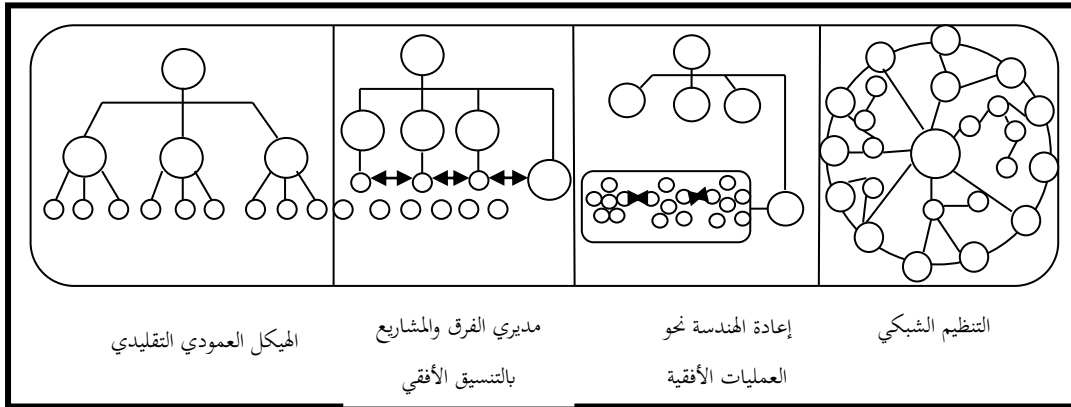 التنظيم الشبكي
إعادة الهندسة نحو
العمليات الأفقية
مديري الفرق والمشاريع
بالتنسيق الأفقي
الهيكل العمودي التقليدي